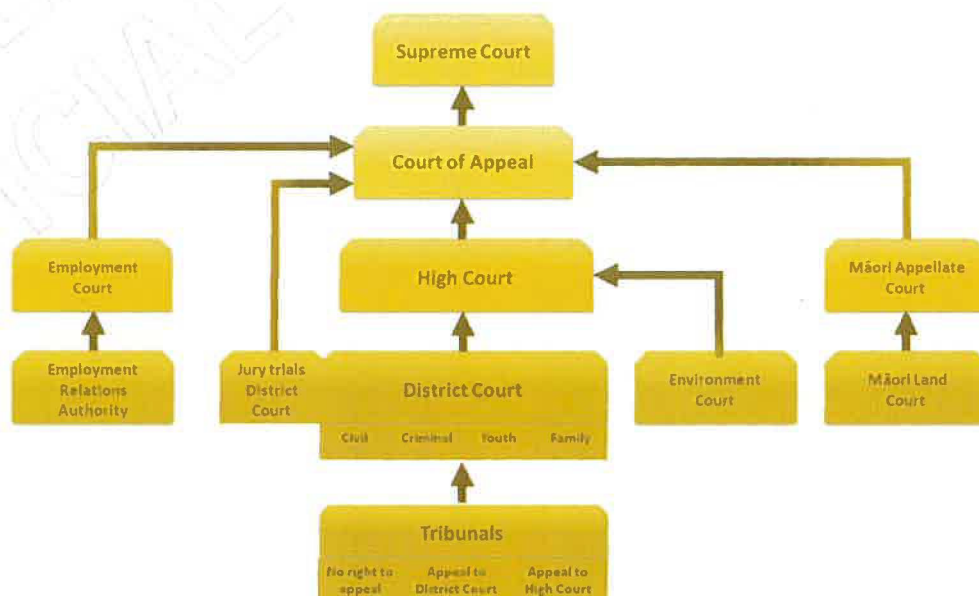 Supreme Court
Court of Appeal
Employment
Court
High Court
Māori Appellate
Court
Employment
Relations
Authority
Jury trials
District
Court
District Court
Civil Criminal Youth Family
Environment
Court
Māori Land
Court
Tribunals
No right to
appeal
Appeal to
District Court
Appeal to
High Court